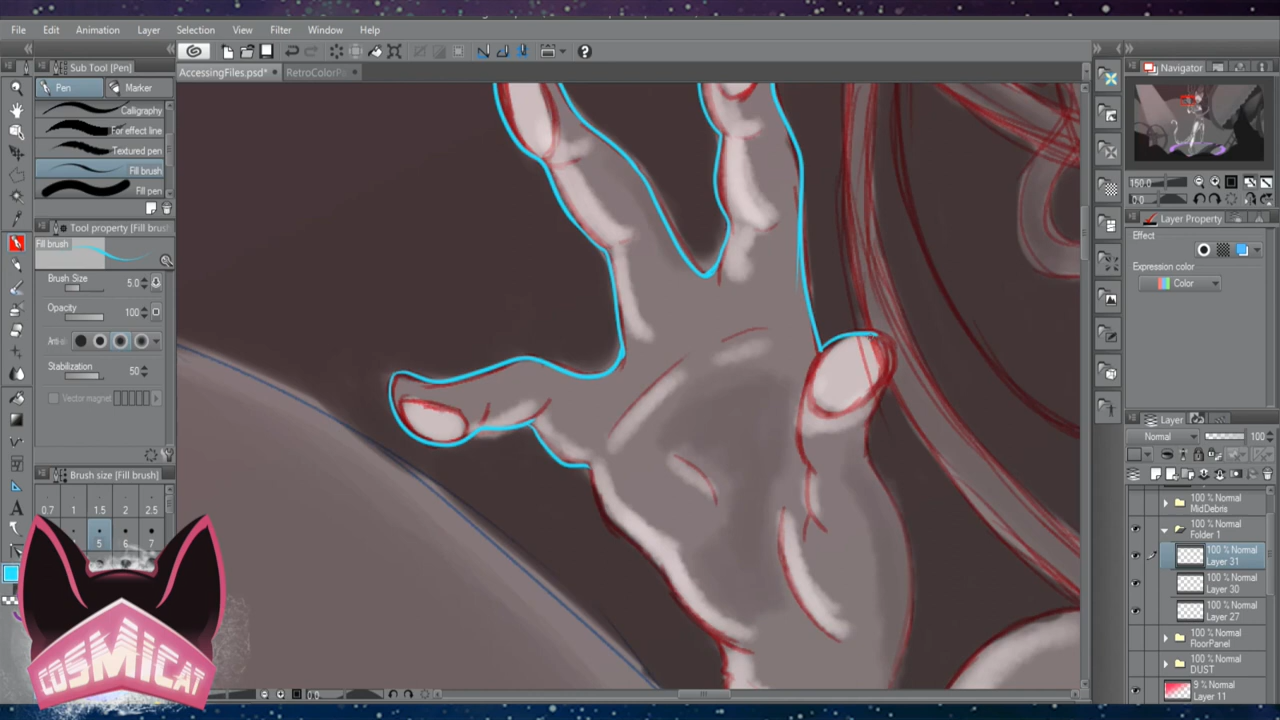 File Edit Animation Layer Selection View Filter Window Help
Sub Tool [Pen]
AccessingFiles.psd*
RetroColorPa
Navigator
Pen
Marker
Calligraphy
For effect line
Textured pen
Fill brush
Fill pen
150.0
0.0
Tool property [Fill brush
Layer Property
Fill brush
Effect
Expression color
Color
Brush Size 5.0
Opacity 100
Anti-al
Stabilization 50
Vector magnet
Layer
Normal 100
Brush size [Fill brush]
0.7 1 1.5 2 2.5
5 6 7
100 % Normal
MidDebris
100 % Normal
Folder 1
100 % Normal
Layer 31
100 % Normal
Layer 30
100 % Normal
Layer 27
100 % Normal
FloorPanel
100 % Normal
DUST
9 % Normal
Layer 11
COSMICAT
0.0